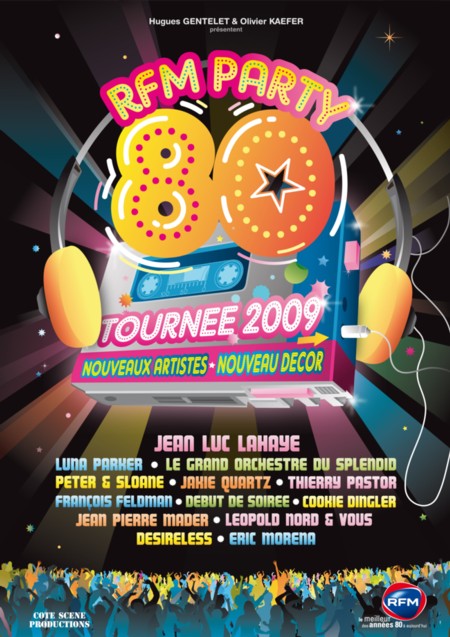 Hugues GENTELET & Olivier KAEFER
présentent
RFM PARTY
80
TOURNEE 2009
NOUVEAUX ARTISTES ★ NOUVEAU DECOR
JEAN LUC LAHAYE
LUNA PARKER • LE GRAND ORCHESTRE DU SPLENDID
PETER & SLOANE • JAKIE QUARTZ • THIERRY PASTOR
FRANÇOIS FELDMAN • DEBUT DE SOIREE • COOKIE DINGLER
JEAN PIERRE MADER • LEOPOLD NORD & VOUS
DESIRELESS • ERIC MORENA
COTE SCENE
PRODUCTIONS
RFM
le meilleur
des années 80 à aujourd'hui